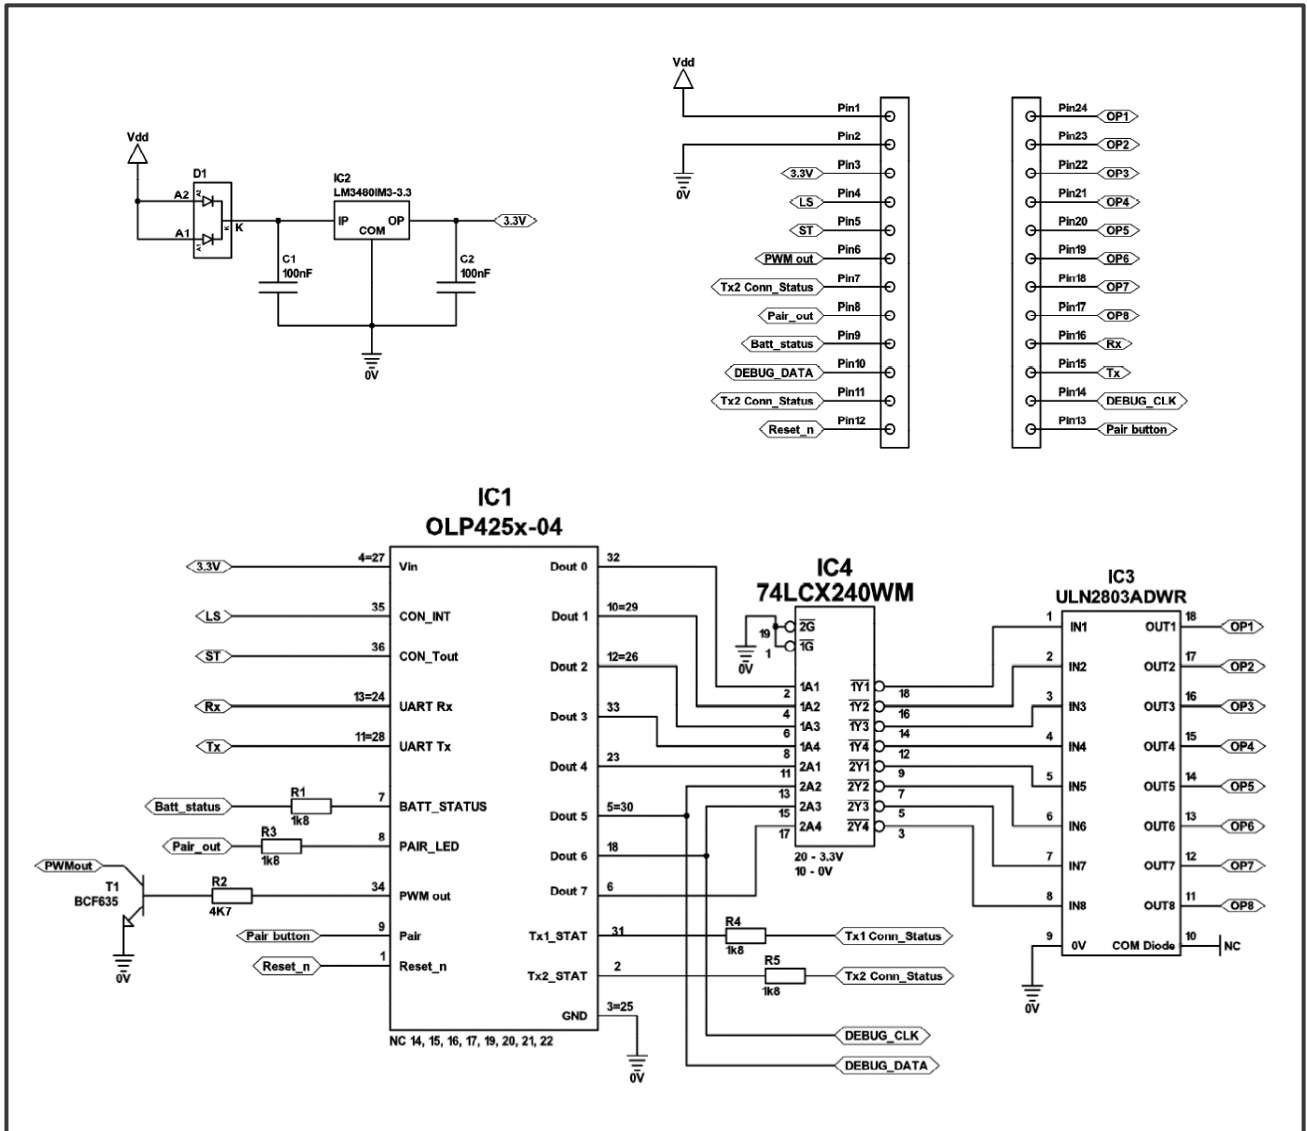 Vdd
D1
A2
A2
A1
A1
K
K
IC2
LM3480IM3-3.3
IP
OP
COM
3.3V
C1
100nF
C2
100nF
0V
Vdd
0V
Pin1
Pin2
3.3V Pin3
LS Pin4
ST Pin5
PWM out Pin6
Tx2 Conn_Status Pin7
Pair_out Pin8
Batt_status Pin9
DEBUG_DATA Pin10
Tx2 Conn_Status Pin11
Reset_n Pin12
Pin24 OP1
Pin23 OP2
Pin22 OP3
Pin21 OP4
Pin20 OP5
Pin19 OP6
Pin18 OP7
Pin17 OP8
Pin16 Rx
Pin15 Tx
Pin14 DEBUG_CLK
Pin13 Pair button
IC1
OLP425x-04
3.3V 4=27 Vin
LS 35 CON_INT
ST 36 CON_Tout
Rx 13=24 UART Rx
Tx 11=28 UART Tx
Batt_status R1 1k8 7 BATT_STATUS
Pair_out R3 1k8 8 PAIR_LED
PWMout
T1
BCF635
0V
R2 4K7 34 PWM out
Pair button 9 Pair
Reset_n 1 Reset_n
NC 14, 15, 16, 17, 19, 20, 21, 22
Dout 0 32
Dout 1 10=29
Dout 2 12=26
Dout 3 33
Dout 4 23
Dout 5 5=30
Dout 6 18
Dout 7 6
Tx1_STAT 31 R4 1k8 Tx1 Conn_Status
Tx2_STAT 2 R5 1k8 Tx2 Conn_Status
GND 3=25
0V
DEBUG_CLK
DEBUG_DATA
IC4
74LCX240WM
0V
19 2G
1 1G
2 1A1 1Y1 18
4 1A2 1Y2 16
6 1A3 1Y3 14
8 1A4 1Y4 12
11 2A1 2Y1 9
13 2A2 2Y2 7
15 2A3 2Y3 5
17 2A4 2Y4 3
20 - 3.3V
10 - 0V
IC3
ULN2803ADWR
1 IN1 OUT1 18 OP1
2 IN2 OUT2 17 OP2
3 IN3 OUT3 16 OP3
4 IN4 OUT4 15 OP4
5 IN5 OUT5 14 OP5
6 IN6 OUT6 13 OP6
7 IN7 OUT7 12 OP7
8 IN8 OUT8 11 OP8
9 0V COM Diode 10 NC
0V